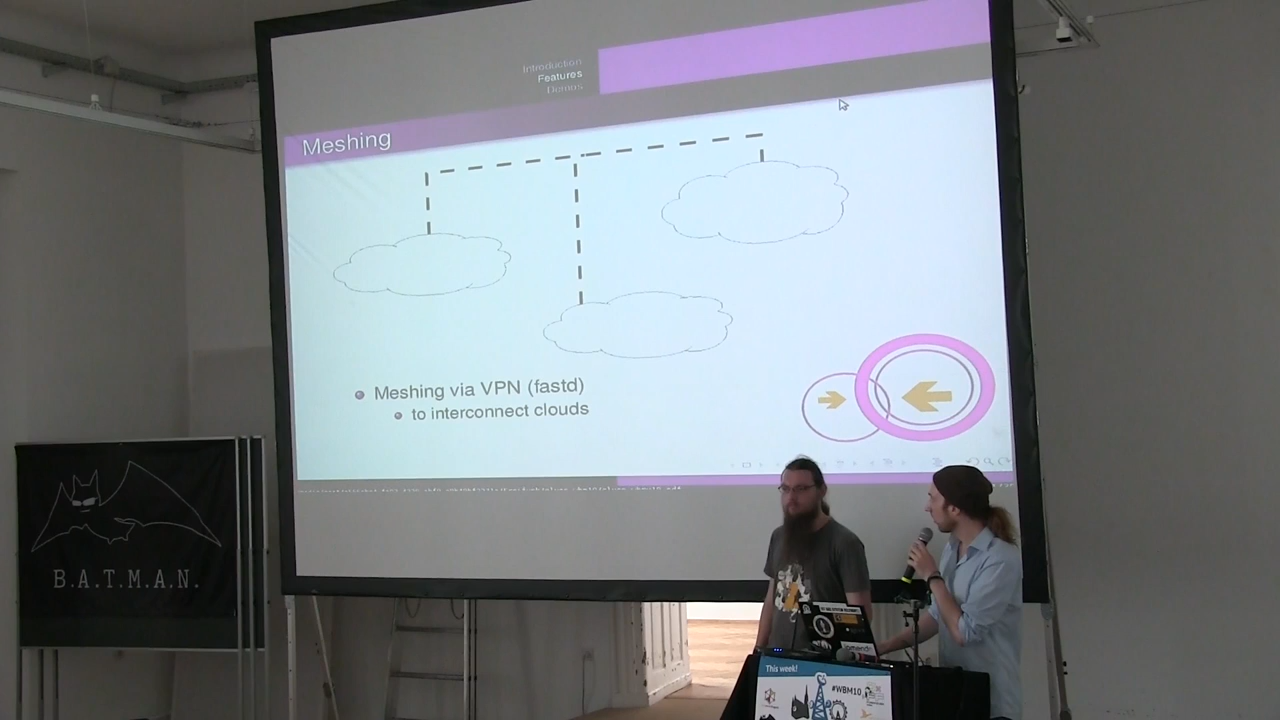 Introduction
Features
Demos
Meshing
Meshing via VPN (fastd)
to interconnect clouds
B.A.T.M.A.N.
This week!
#WBM10